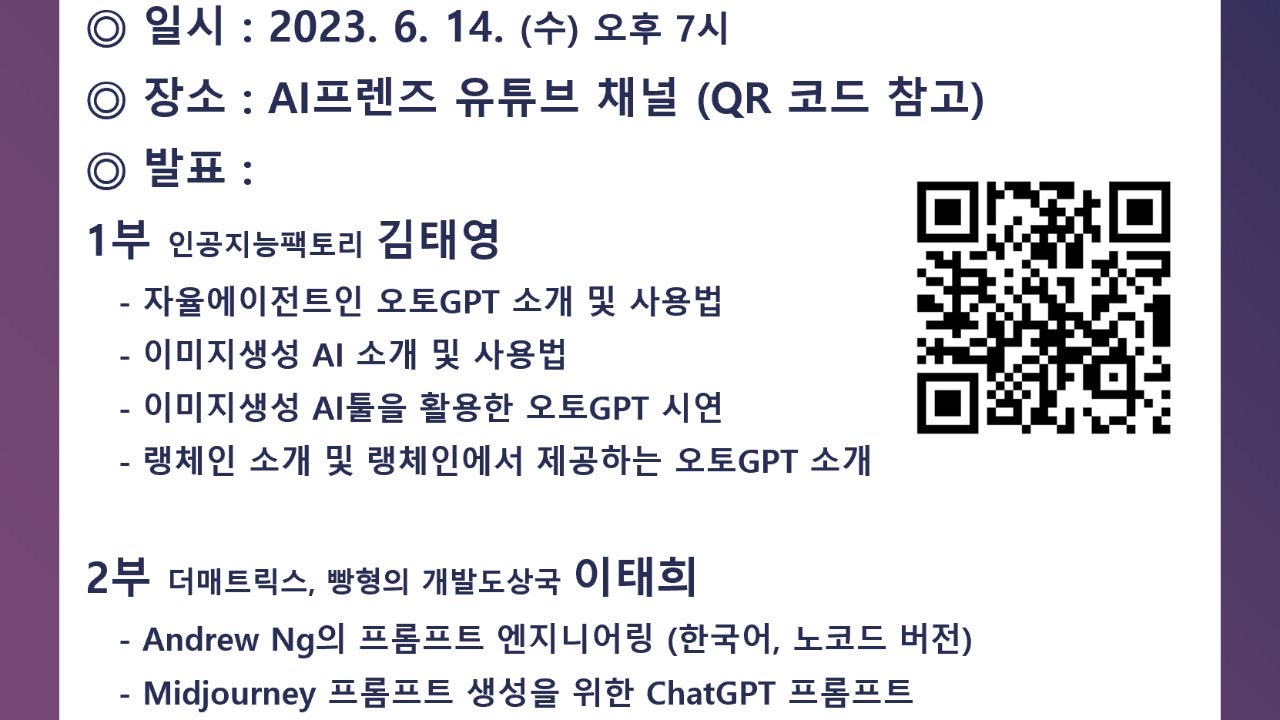 ◎ 일시 : 2023. 6. 14. (수) 오후 7시
◎ 장소 : AI프렌즈 유튜브 채널 (QR 코드 참고)
◎ 발표 :
1부 인공지능팩토리 김태영
- 자율에이전트인 오토GPT 소개 및 사용법
- 이미지생성 AI 소개 및 사용법
- 이미지생성 AI툴을 활용한 오토GPT 시연
- 랭체인 소개 및 랭체인에서 제공하는 오토GPT 소개
2부 더매트릭스, 빵형의 개발도상국 이태희
- Andrew Ng의 프롬프트 엔지니어링 (한국어, 노코드 버전)
- Midjourney 프롬프트 생성을 위한 ChatGPT 프롬프트